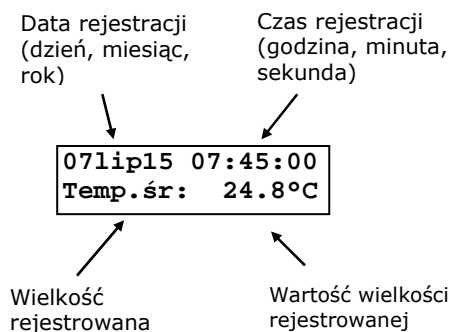 Data rejestracji
(dzień, miesiąc,
rok)
Czas rejestracji
(godzina, minuta,
sekunda)
07lip15 07:45:00
Temp.śr: 24.8°C
Wielkość
rejestrowana
Wartość wielkości
rejestrowanej